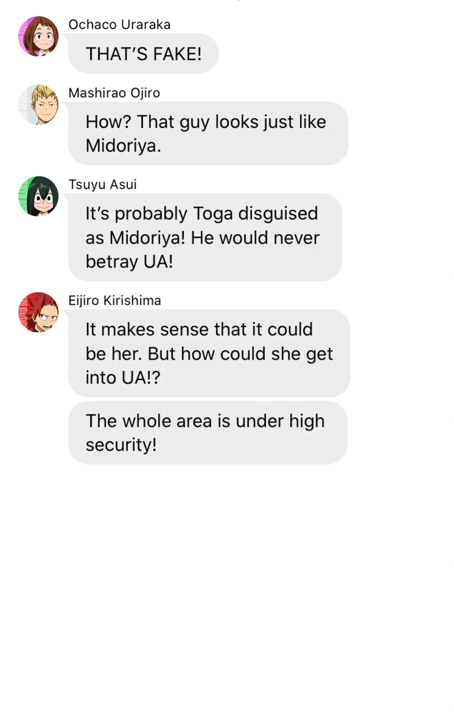 Ochaco Uraraka
THAT’S FAKE!
Mashirao Ojiro
How? That guy looks just like
Midoriya.
Tsuyu Asui
It’s probably Toga disguised
as Midoriya! He would never
betray UA!
Eijiro Kirishima
It makes sense that it could
be her. But how could she get
into UA!?
The whole area is under high
security!